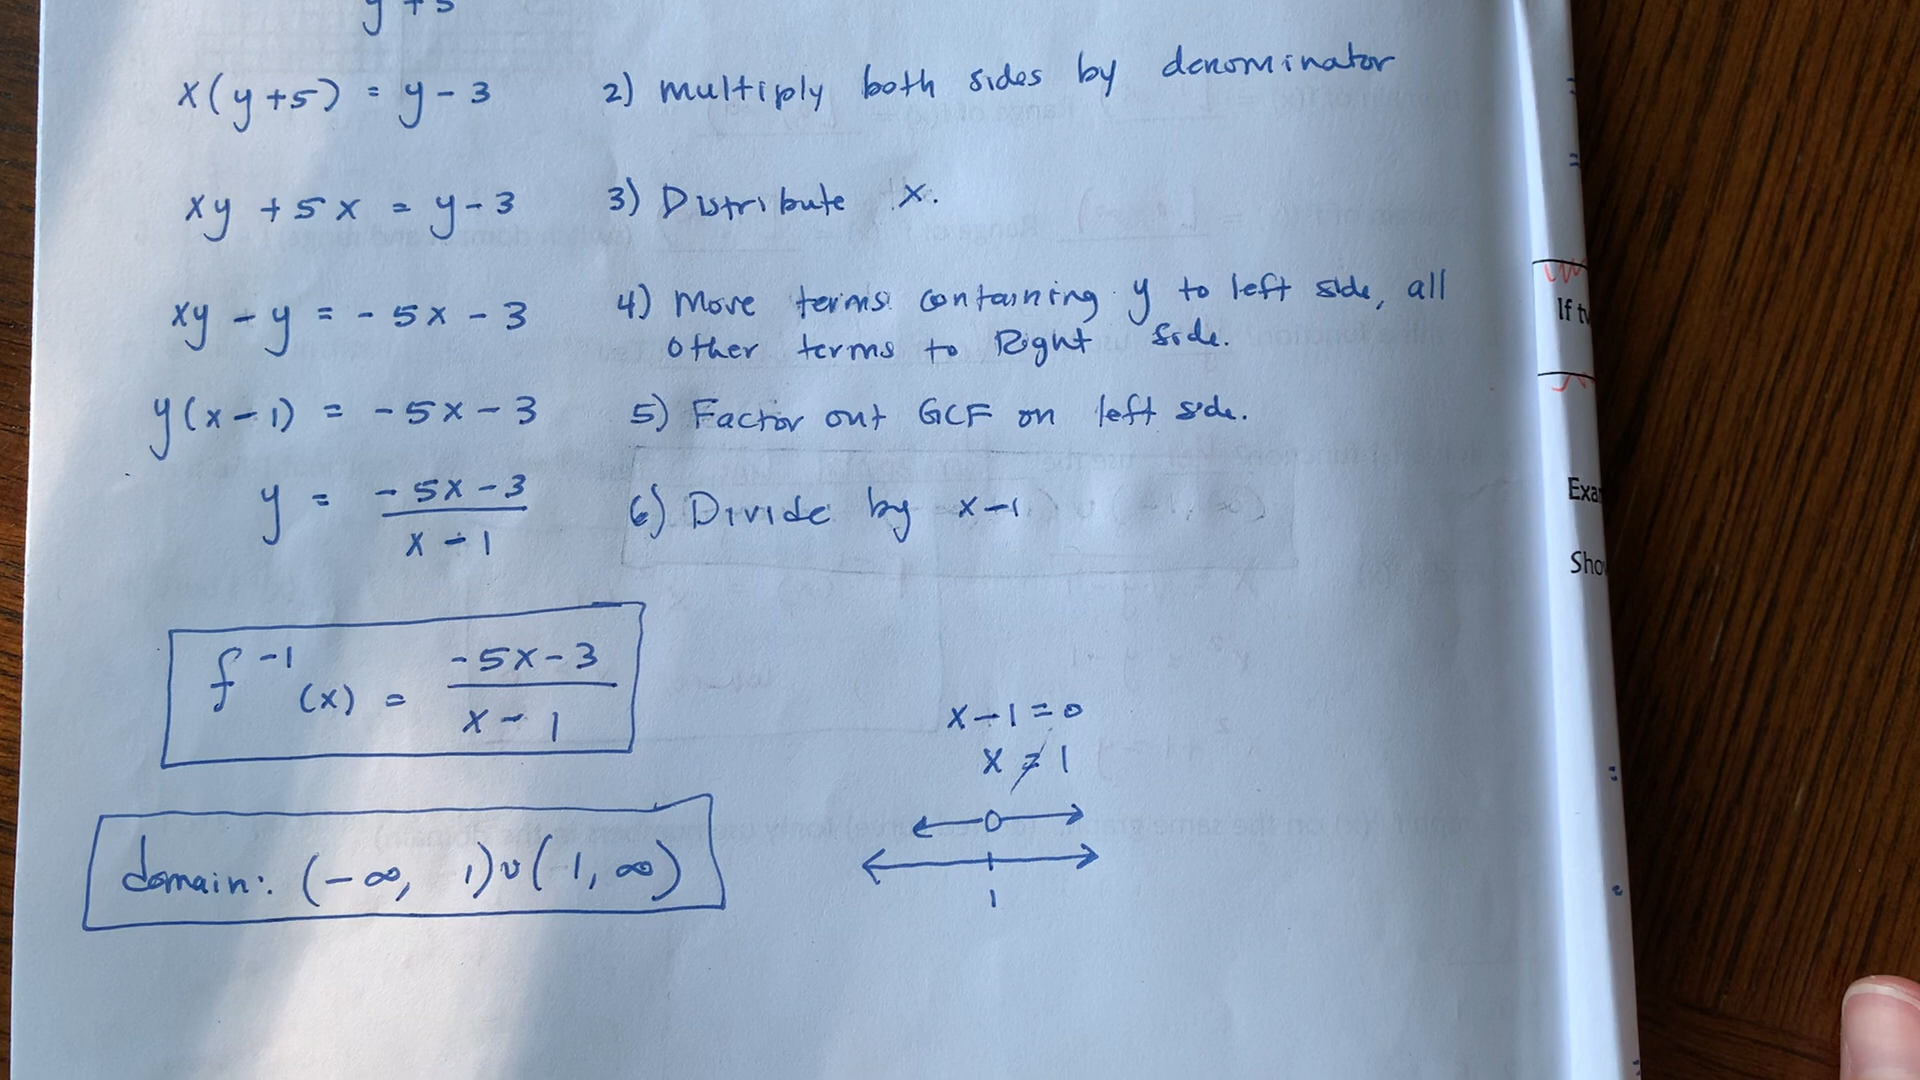 y + 5
x(y+5) = y - 3 2) multiply both sides by denominator
xy + 5x = y - 3 3) Distribute x.
xy - y = -5x - 3 4) Move terms containing y to left side, all
other terms to Right side.
y(x-1) = -5x - 3 5) Factor out GCF on left side.
y = (-5x-3)/(x-1) 6) Divide by x-1
f⁻¹(x) = (-5x-3)/(x-1)
x-1=0
x ≠ 1
domain: (-∞, 1)∪(1, ∞)
1
If
Sho